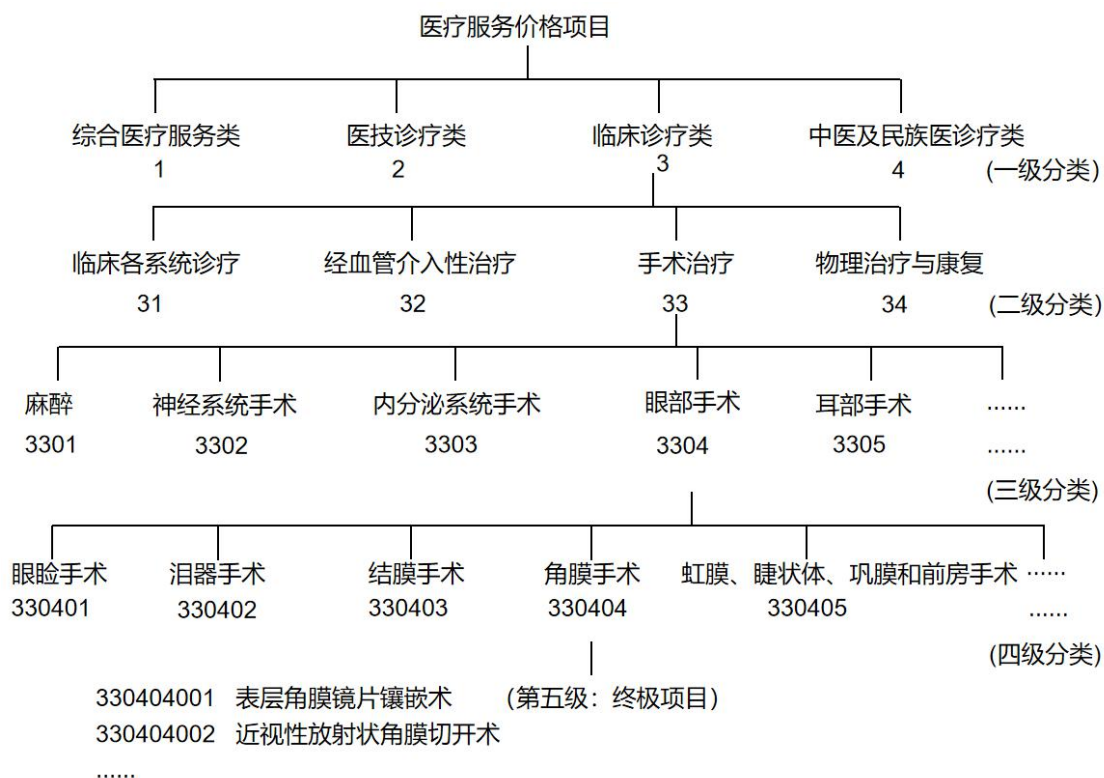 医疗服务价格项目
综合医疗服务类 医技诊疗类 临床诊疗类 中医及民族医诊疗类
1 2 3 4 (一级分类)
临床各系统诊疗 经血管介入性治疗 手术治疗 物理治疗与康复
31 32 33 34 (二级分类)
麻醉 神经系统手术 内分泌系统手术 眼部手术 耳部手术 ......
3301 3302 3303 3304 3305 ......
(三级分类)
眼睑手术 泪器手术 结膜手术 角膜手术 虹膜、睫状体、巩膜和前房手术 ......
330401 330402 330403 330404 330405 ......
(四级分类)
330404001 表层角膜镜片镶嵌术 (第五级：终极项目)
330404002 近视性放射状角膜切开术
......